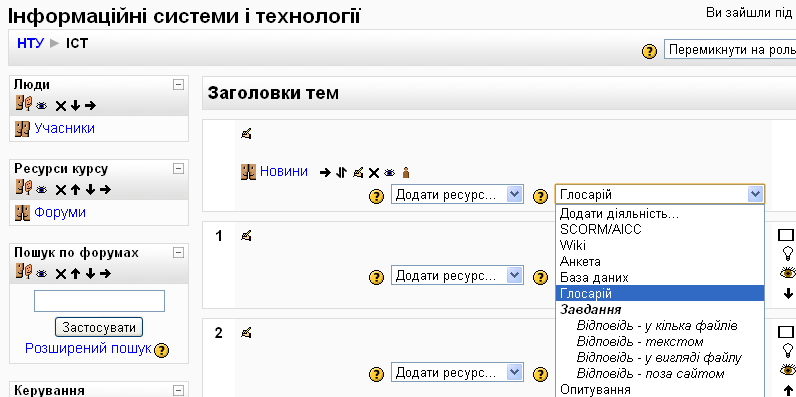 Інформаційні системи і технології
Ви зайшли під
НТУ ► ІСТ
Перемикнути на роль
Люди
Учасники
Ресурси курсу
Форуми
Пошук по форумах
Застосувати
Розширений пошук
Керування
Заголовки тем
Новини
Додати ресурс...
Глосарій
Додати діяльність...
SCORM/AICC
Wiki
Анкета
База даних
Глосарій
Завдання
Відповідь - у кілька файлів
Відповідь - текстом
Відповідь - у вигляді файлу
Відповідь - поза сайтом
Опитування
1
Додати ресурс...
2
Додати ресурс...